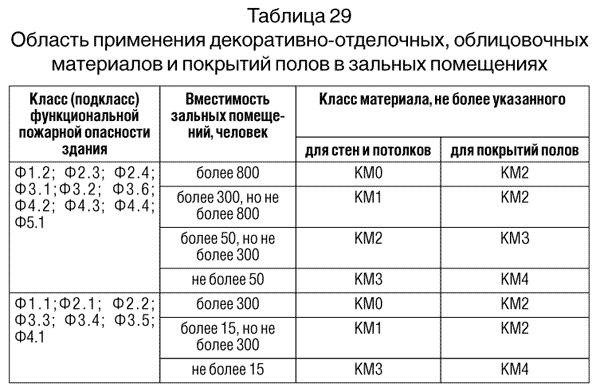 Таблица 29
Область применения декоративно-отделочных, облицовочных
материалов и покрытий полов в зальных помещениях
Класс (подкласс)
функциональной
пожарной опасности
здания
Вместимость
зальных помеще-
ний, человек
Класс материала, не более указанного
для стен и потолков
для покрытий полов
Ф1.2; Ф2.3; Ф2.4;
Ф3.1;Ф3.2; Ф3.6;
Ф4.2; Ф4.3; Ф4.4;
Ф5.1
более 800
КМ0
КМ2
более 300, но не
более 800
КМ1
КМ2
более 50, но не
более 300
КМ2
КМ3
не более 50
КМ3
КМ4
Ф1.1;Ф2.1; Ф2.2;
Ф3.3; Ф3.4; Ф3.5;
Ф4.1
более 300
КМ0
КМ2
более 15, но не
более 300
КМ1
КМ2
не более 15
КМ3
КМ4